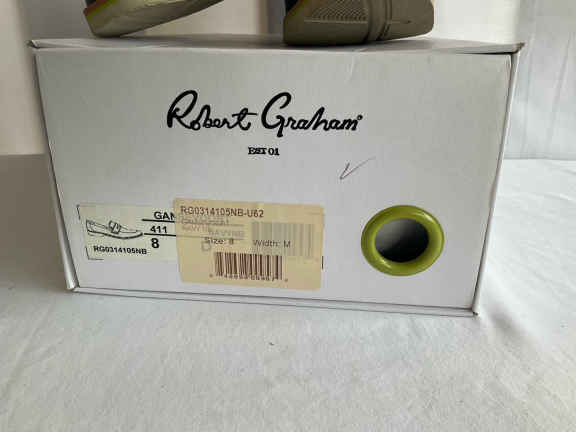 Robert Graham
EST 01
RG0314105NB-U62
GAN
411
8
Size: 8 Width: M
RG0314105NB